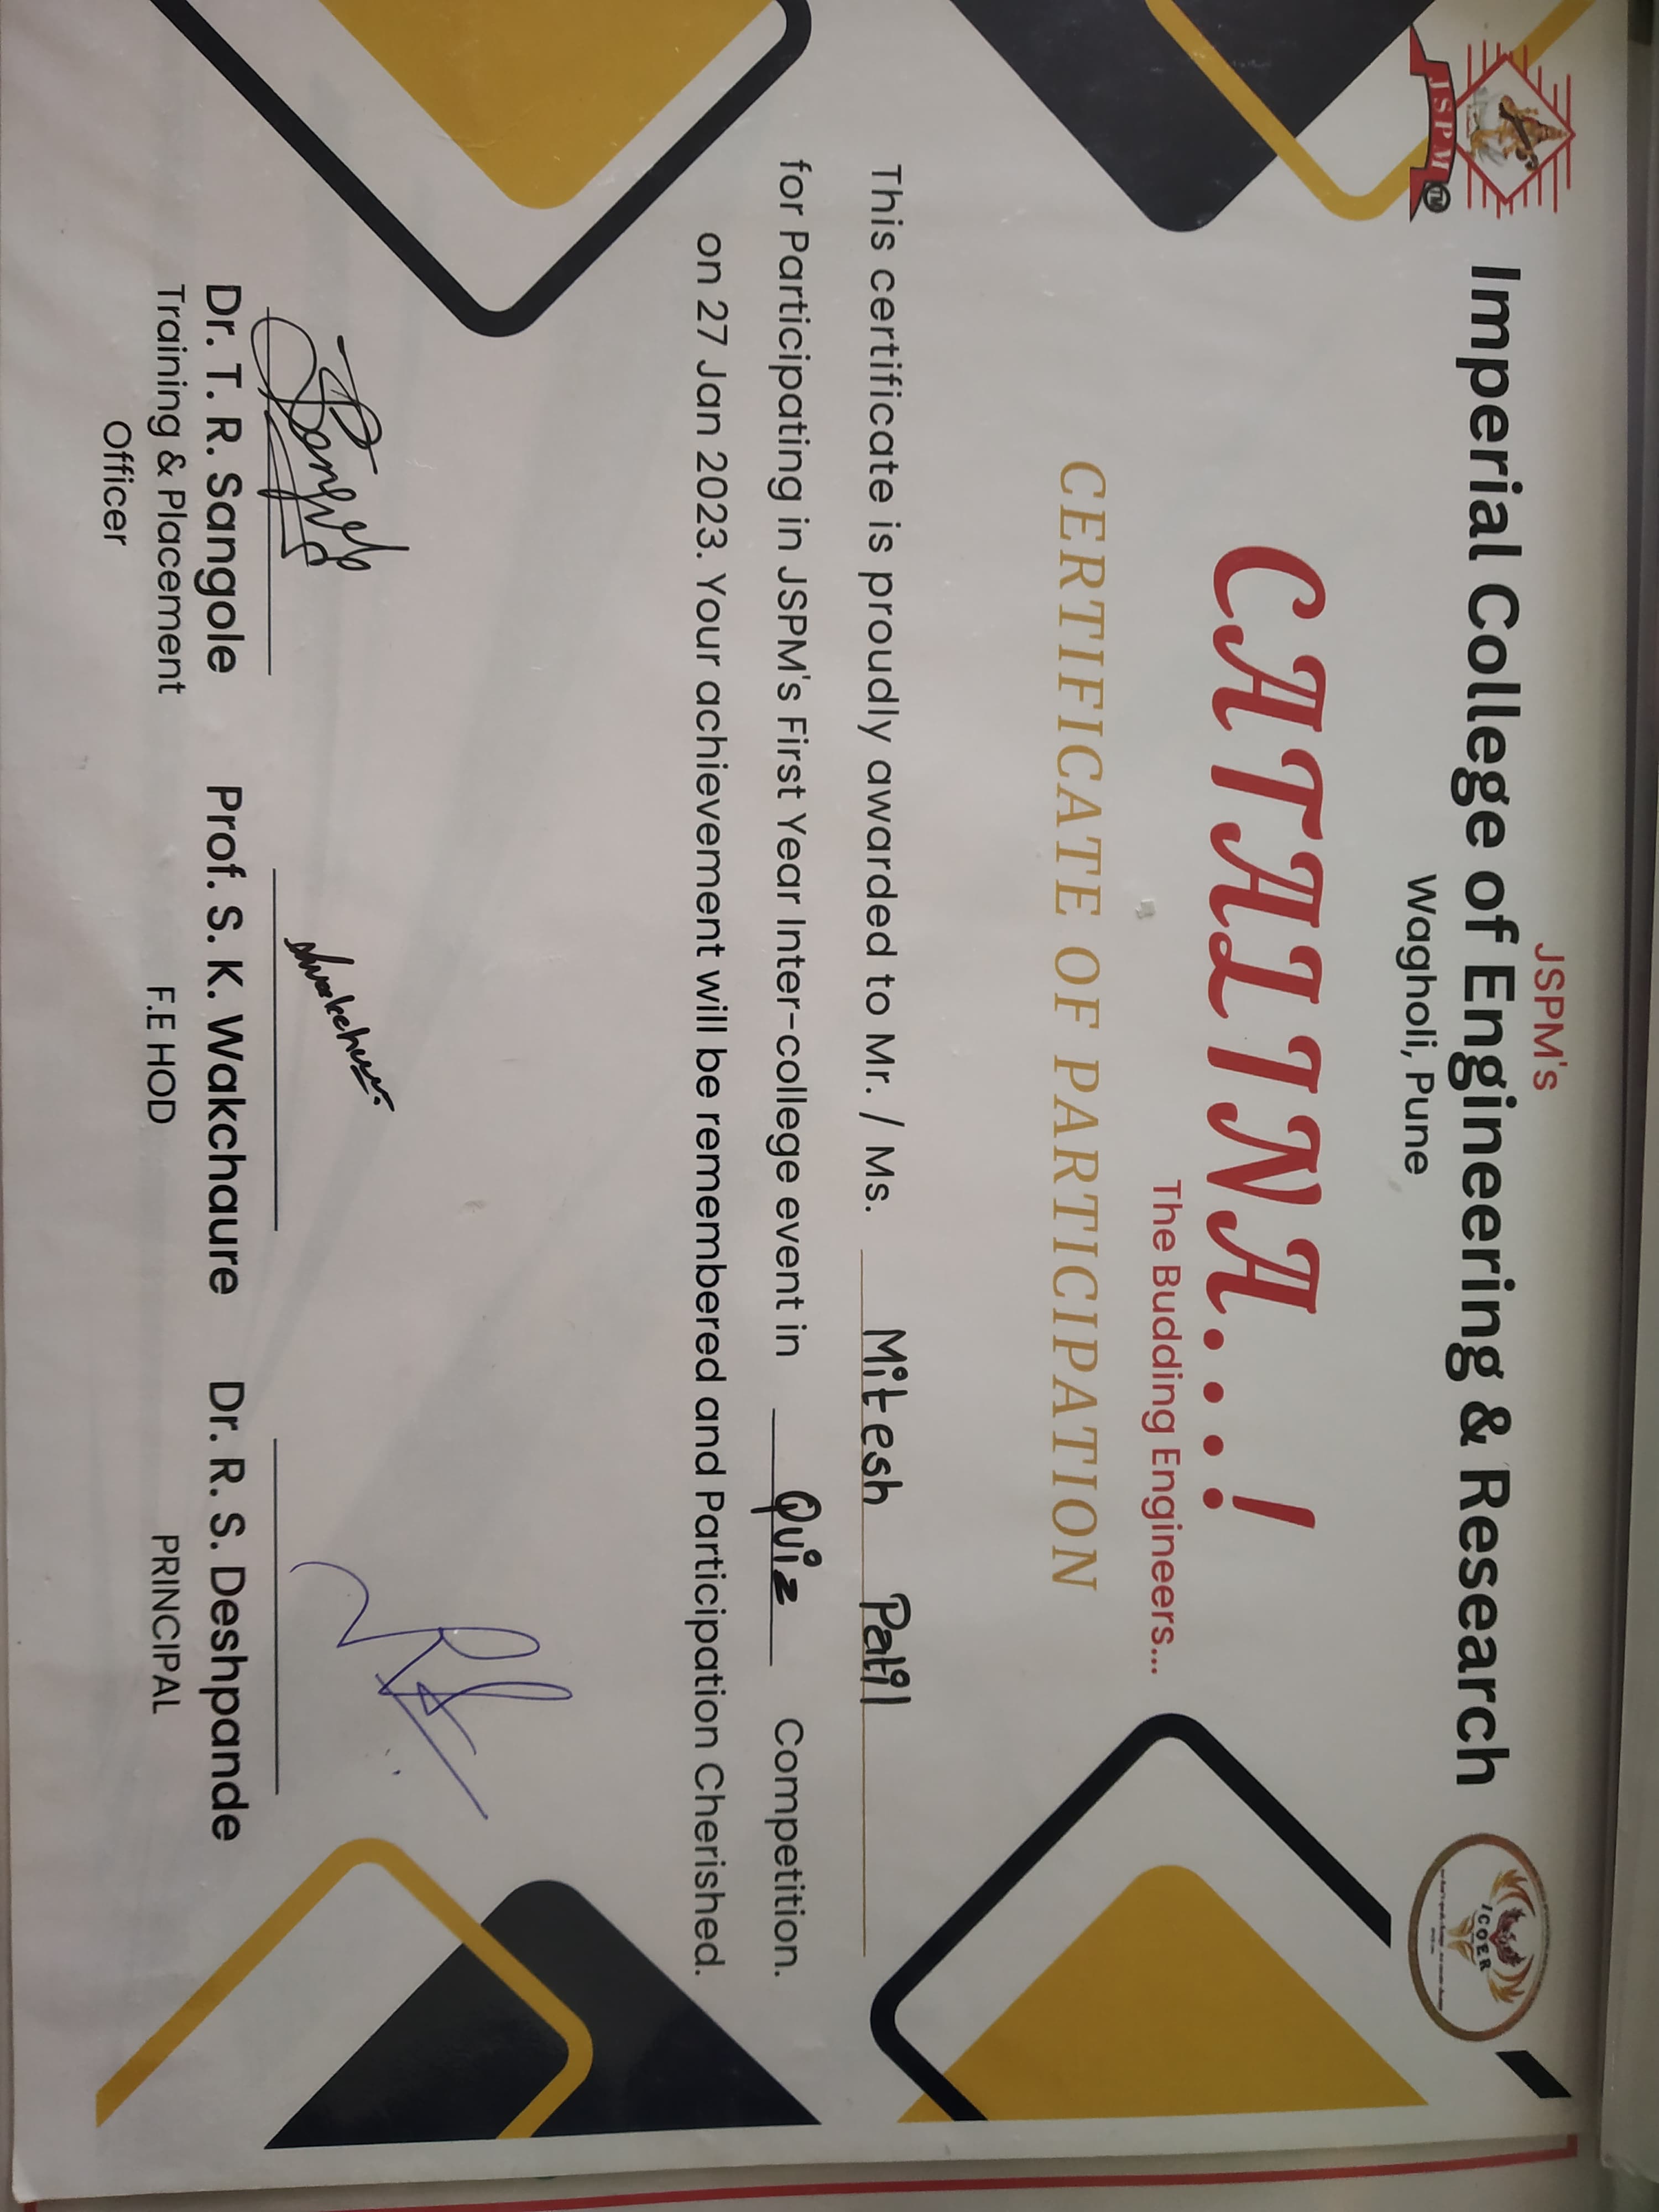 JSPM's
Imperial College of Engineering & Research
Wagholi, Pune
JSPM TM
ICOER
CATALINA...!
The Budding Engineers...
CERTIFICATE OF PARTICIPATION
This certificate is proudly awarded to Mr. / Ms. Mitesh Patil
for Participating in JSPM's First Year Inter-college event in Quiz Competition.
on 27 Jan 2023. Your achievement will be remembered and Participation Cherished.
Dr. T. R. Sangole
Training & Placement
Officer
Prof. S. K. Wakchaure
F.E HOD
Dr. R. S. Deshpande
PRINCIPAL